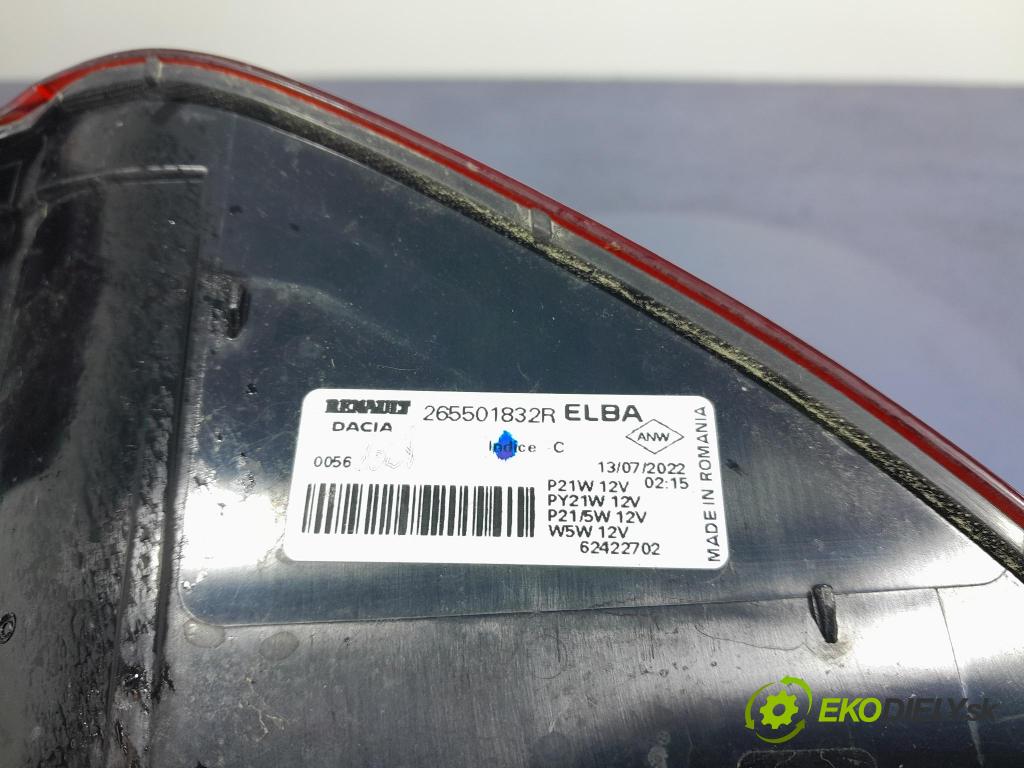 RENAULT 265501832R ELBA
DACIA
ANW
Indice -C
0056
13/07/2022
02:15
P21W 12V
PY21W 12V
P21/5W 12V
W5W 12V
62422702
MADE IN ROMANIA
EKODIELY.sk